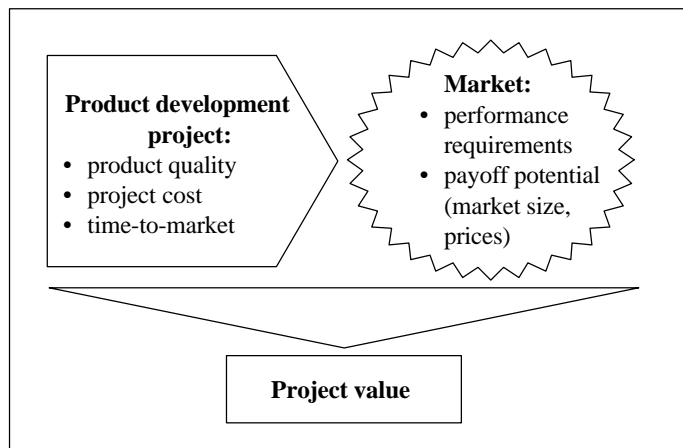 Product development
project:
• product quality
• project cost
• time-to-market
Market:
• performance
requirements
• payoff potential
(market size,
prices)
Project value